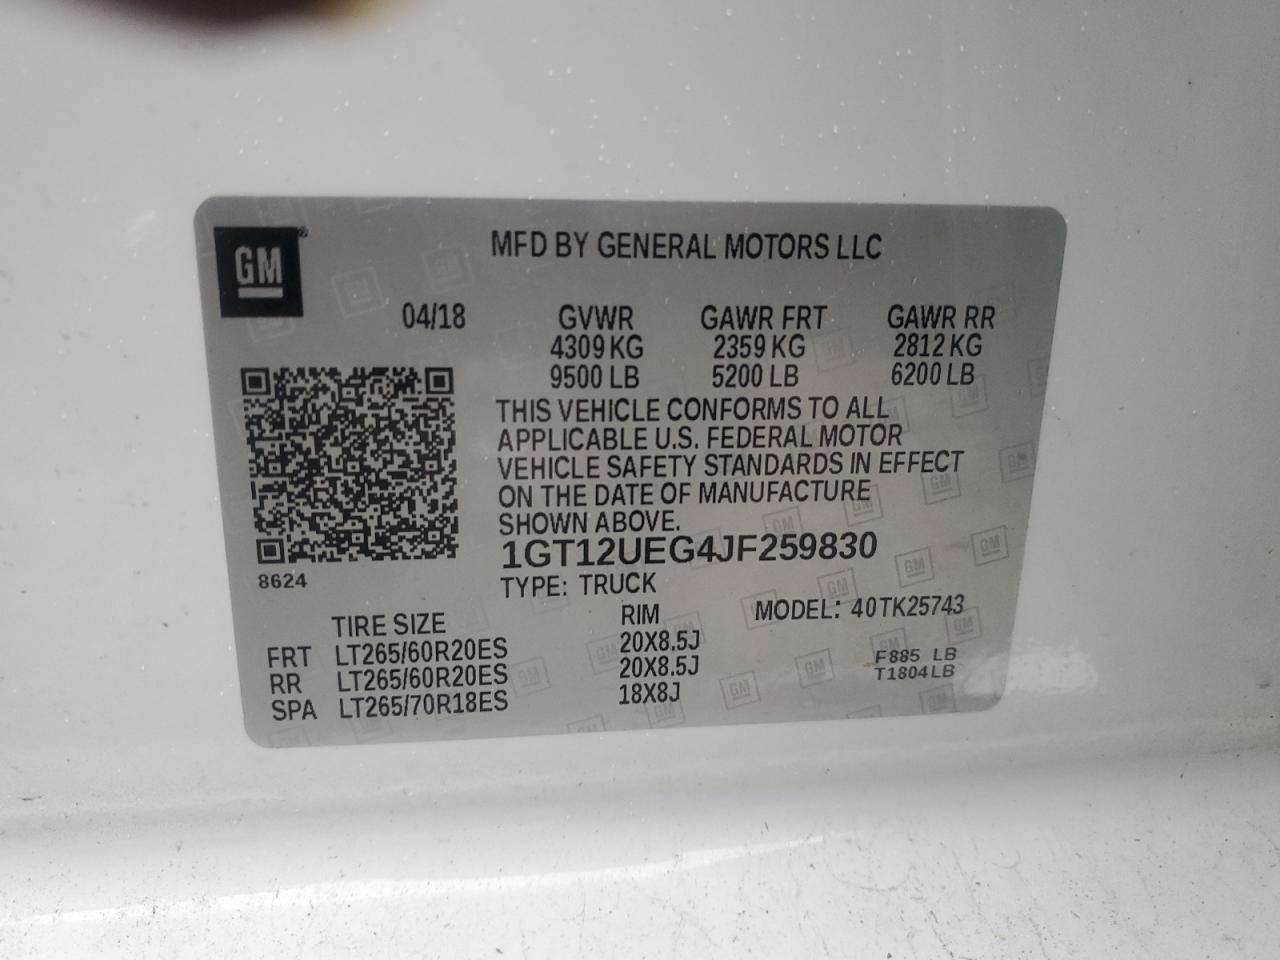 GM
MFD BY GENERAL MOTORS LLC
04/18 GVWR GAWR FRT GAWR RR
4309 KG 2359 KG 2812 KG
9500 LB 5200 LB 6200 LB
THIS VEHICLE CONFORMS TO ALL
APPLICABLE U.S. FEDERAL MOTOR
VEHICLE SAFETY STANDARDS IN EFFECT
ON THE DATE OF MANUFACTURE
SHOWN ABOVE.
1GT12UEG4JF259830
8624
TYPE: TRUCK
TIRE SIZE RIM MODEL: 40TK25743
FRT LT265/60R20ES 20X8.5J
RR LT265/60R20ES 20X8.5J
SPA LT265/70R18ES 18X8J
F885 LB
T1804LB